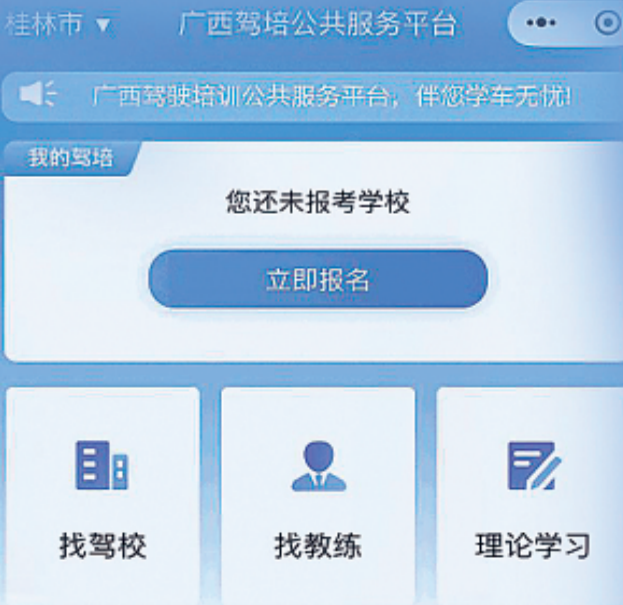 桂林市 ▼ 广西驾培公共服务平台
广西驾驶培训公共服务平台，伴您学车无忧!
我的驾培
您还未报考学校
立即报名
找驾校 找教练 理论学习